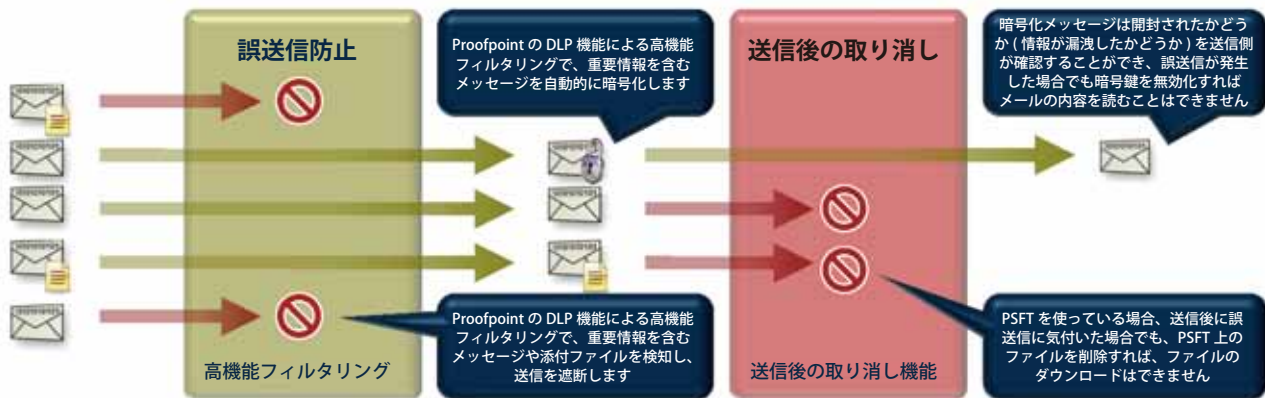 誤送信防止
Proofpoint の DLP 機能による高機能
フィルタリングで、重要情報を含む
メッセージを自動的に暗号化します
送信後の取り消し
暗号化メッセージは開封されたかどう
か ( 情報が漏洩したかどうか ) を送信側
が確認することができ、誤送信が発生
した場合でも暗号鍵を無効化すれば
メールの内容を読むことはできません
Proofpoint の DLP 機能による高機能
フィルタリングで、重要情報を含む
メッセージや添付ファイルを検知し、
送信を遮断します
高機能フィルタリング
PSFT を使っている場合、送信後に誤
送信に気付いた場合でも、PSFT 上の
ファイルを削除すれば、ファイルの
ダウンロードはできません
送信後の取り消し機能